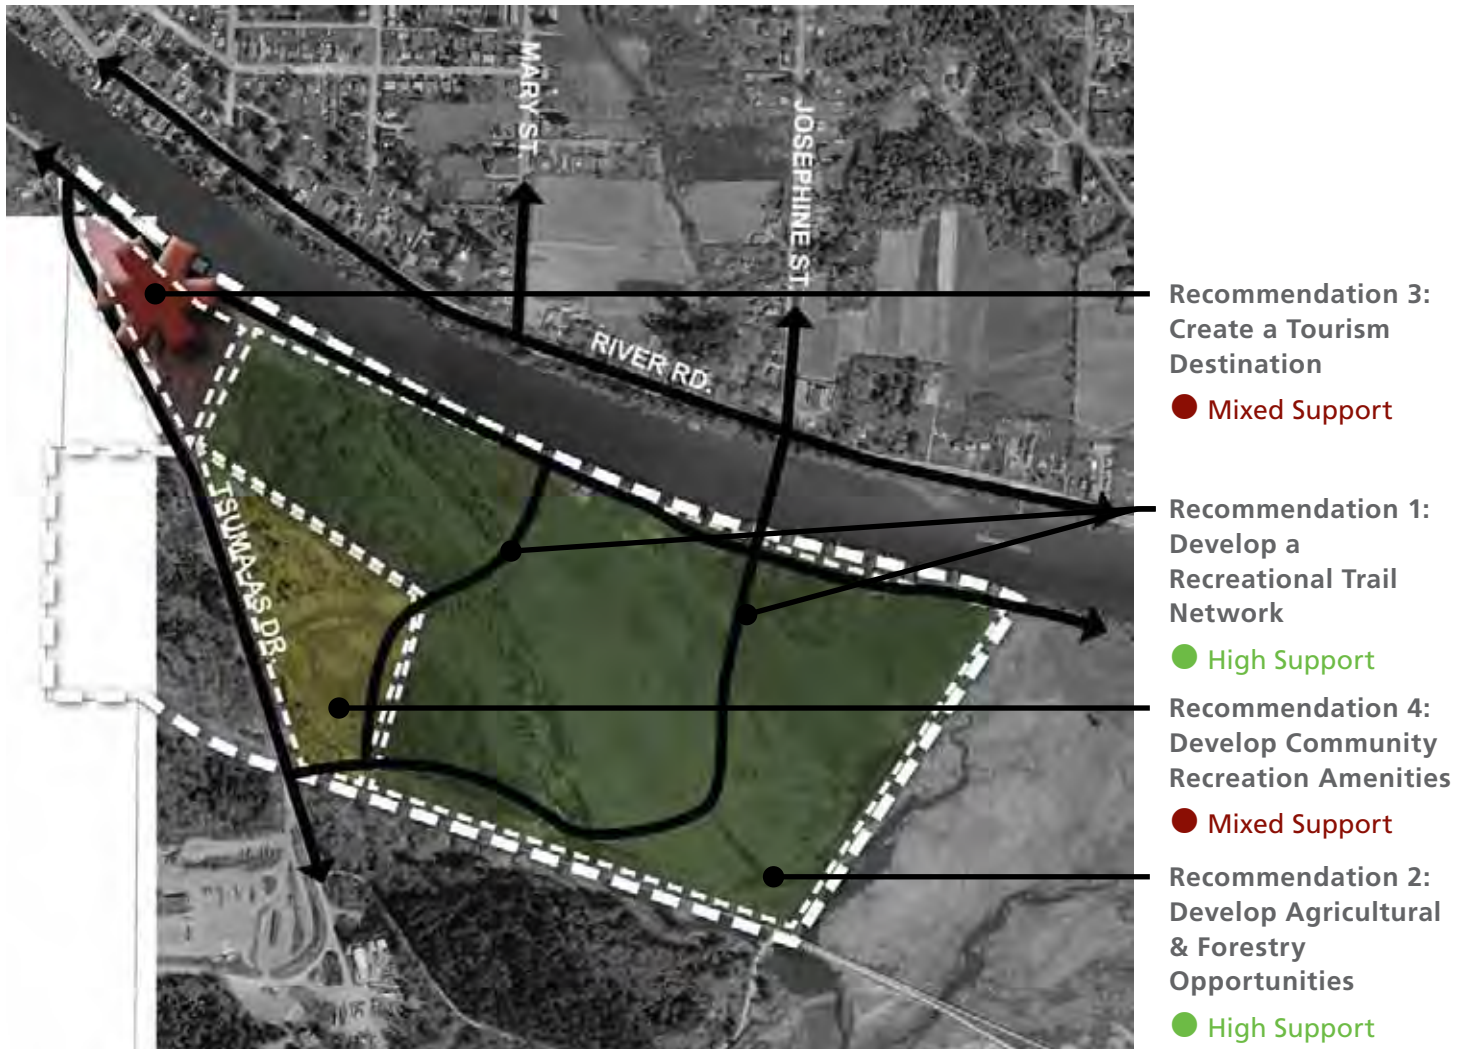 MARY ST.
JOSEPHINE ST.
RIVER RD.
TSUMA-AS DR.
Recommendation 3:
Create a Tourism
Destination
Mixed Support
Recommendation 1:
Develop a
Recreational Trail
Network
High Support
Recommendation 4:
Develop Community
Recreation Amenities
Mixed Support
Recommendation 2:
Develop Agricultural
& Forestry
Opportunities
High Support